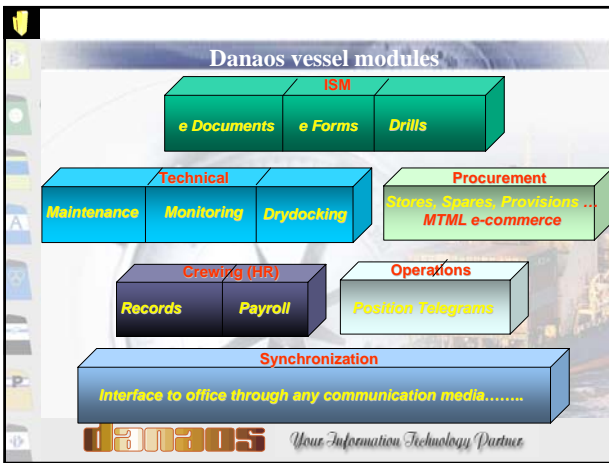 Danaos vessel modules
ISM
e Documents e Forms Drills
Technical
Maintenance Monitoring Drydocking
Procurement
Stores, Spares, Provisions …
MTML e-commerce
Crewing (HR)
Records Payroll
Operations
Position Telegrams
Synchronization
Interface to office through any communication media……..
danaos Your Information Technology Partner
A
P